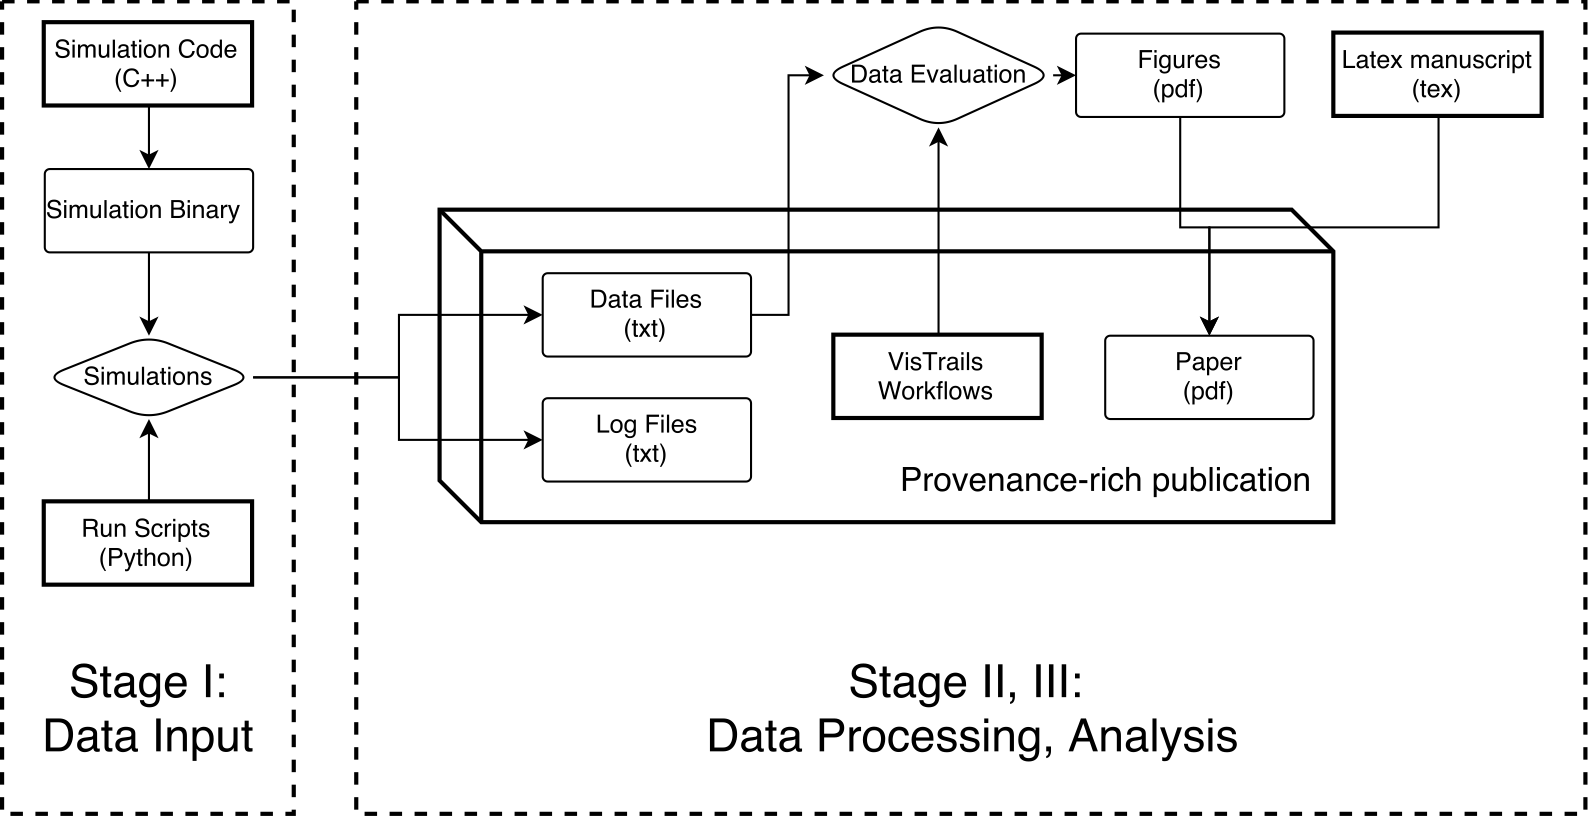 Simulation Code
(C++)
Simulation Binary
Simulations
Run Scripts
(Python)
Stage I:
Data Input
Data Evaluation
Figures
(pdf)
Latex manuscript
(tex)
Data Files
(txt)
Log Files
(txt)
VisTrails
Workflows
Paper
(pdf)
Provenance-rich publication
Stage II, III:
Data Processing, Analysis